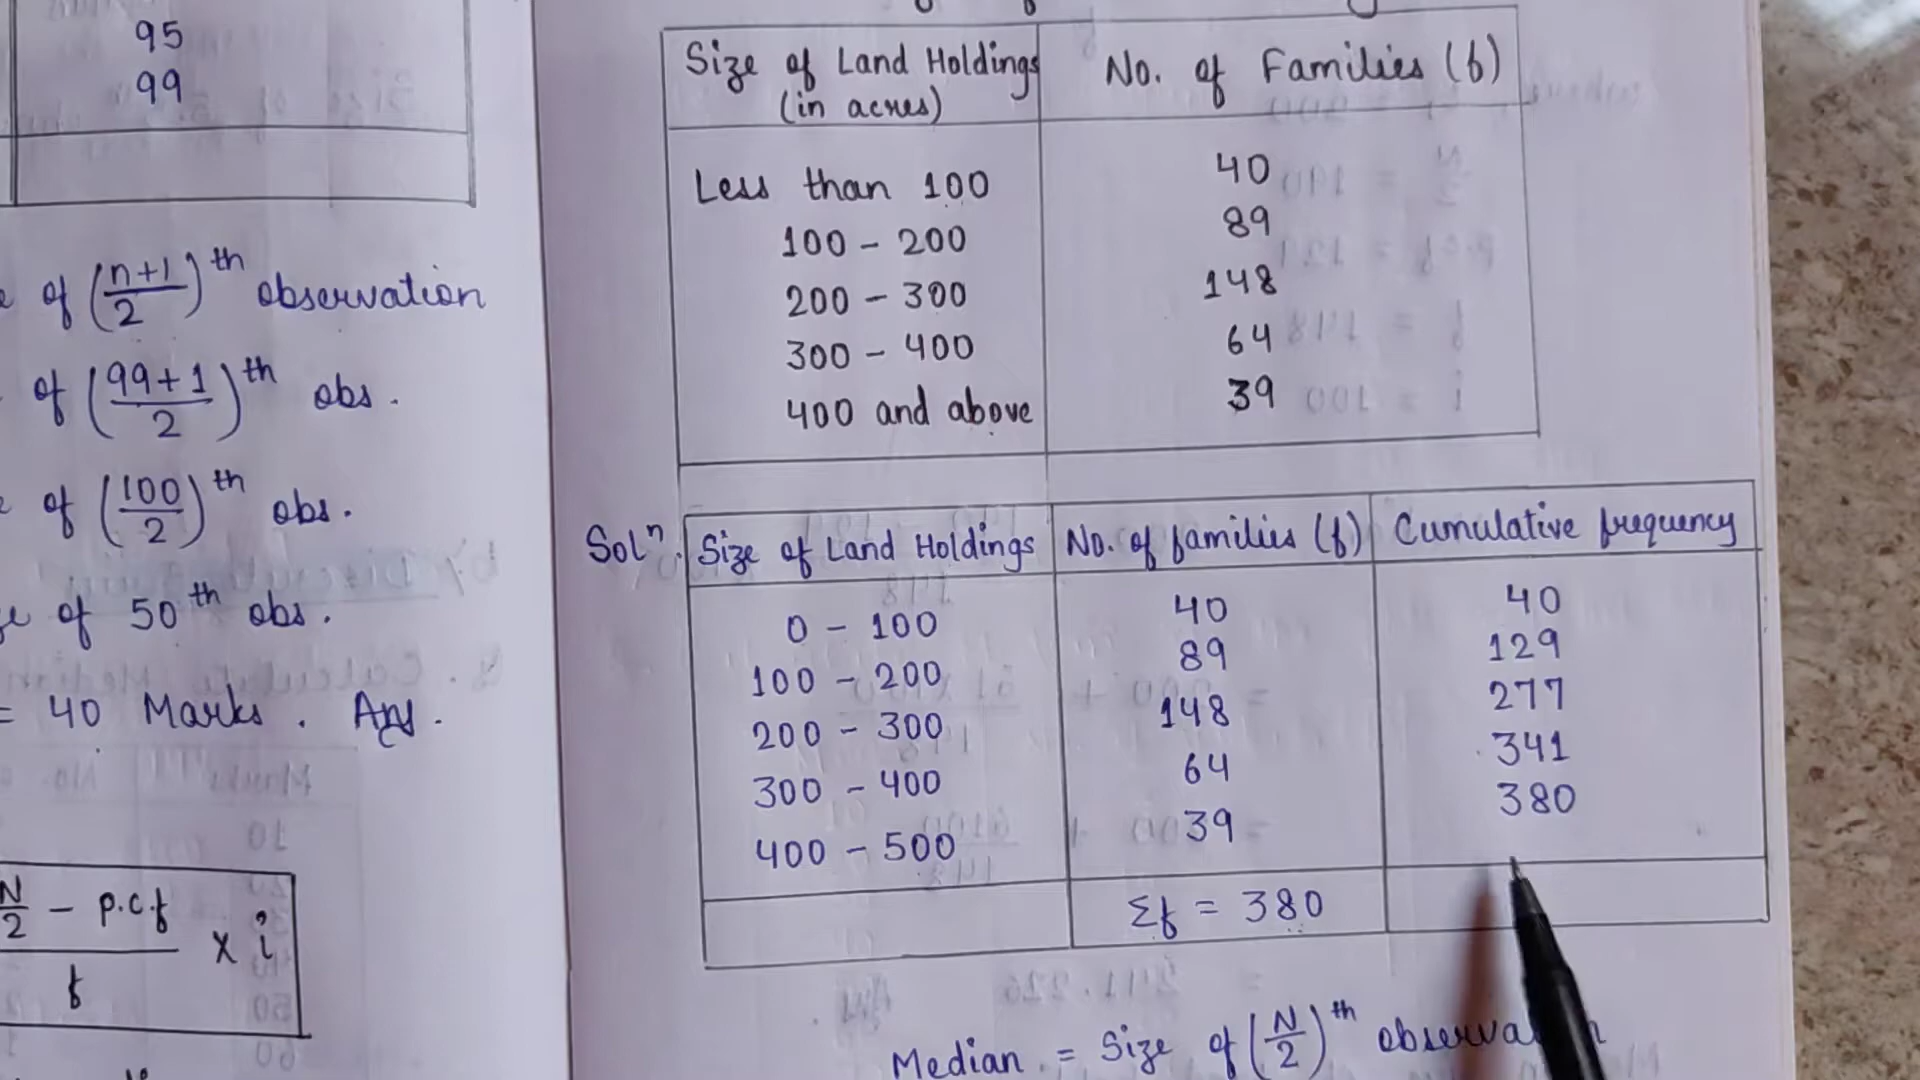 95
99
of (n+1/2)th observation
of (99+1/2)th obs.
of (100/2)th obs.
of 50th obs.
= 40 Marks. Ans.
N/2 - p.c.f / f × i
Size of Land Holdings (in acres) No. of Families (f)
Less than 100 40
100 - 200 89
200 - 300 148
300 - 400 64
400 and above 39
Soln. Size of Land Holdings No. of families (f) Cumulative frequency
0 - 100 40 40
100 - 200 89 129
200 - 300 148 277
300 - 400 64 341
400 - 500 39 380
Σf = 380
Median = Size of (N/2)th